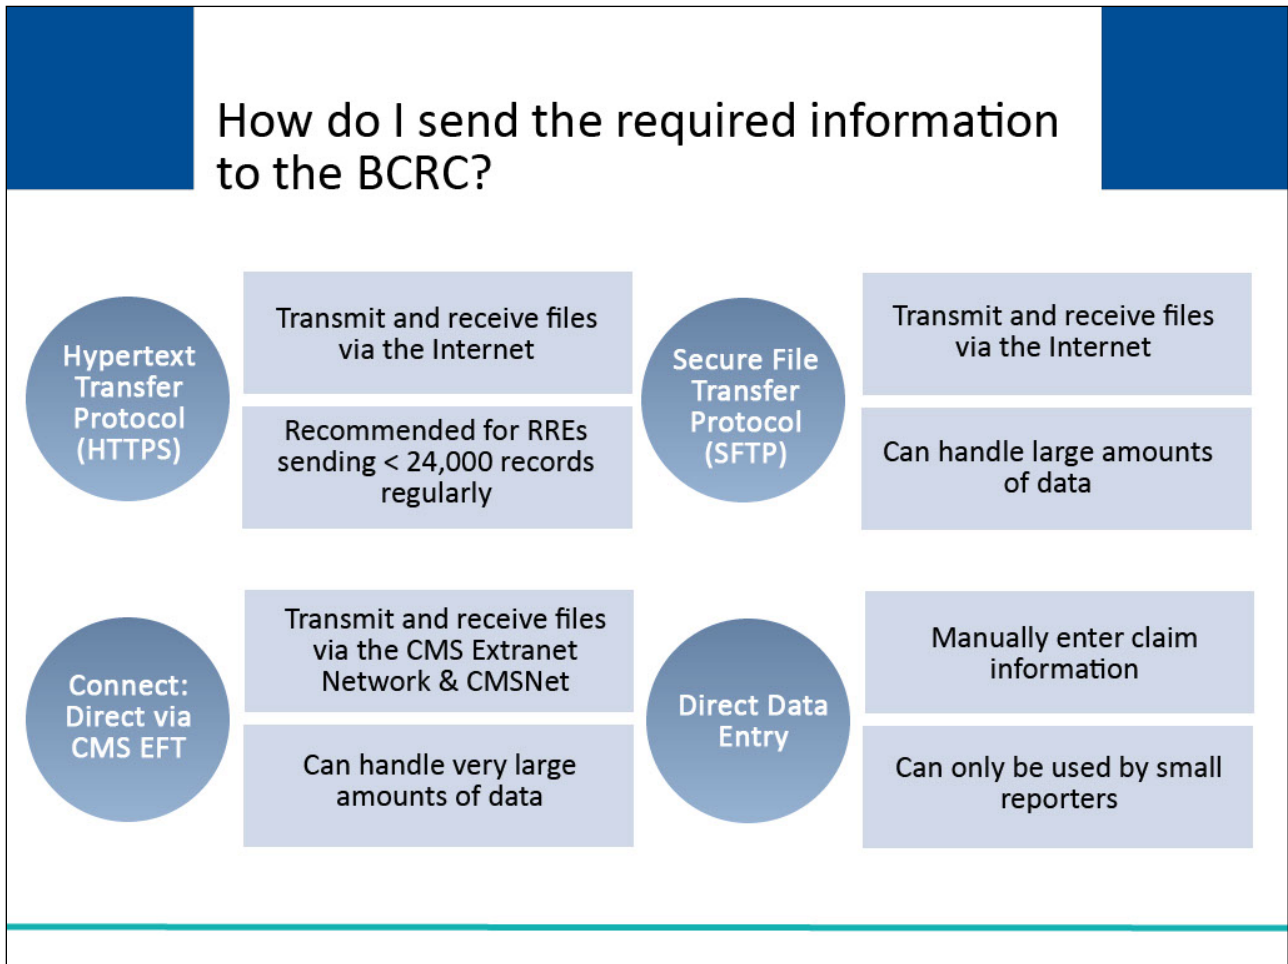 How do I send the required information
to the BCRC?
Hypertext
Transfer
Protocol
(HTTPS)
Transmit and receive files
via the Internet
Recommended for RREs
sending < 24,000 records
regularly
Secure File
Transfer
Protocol
(SFTP)
Transmit and receive files
via the Internet
Can handle large amounts
of data
Connect:
Direct via
CMS EFT
Transmit and receive files
via the CMS Extranet
Network & CMSNet
Can handle very large
amounts of data
Direct Data
Entry
Manually enter claim
information
Can only be used by small
reporters